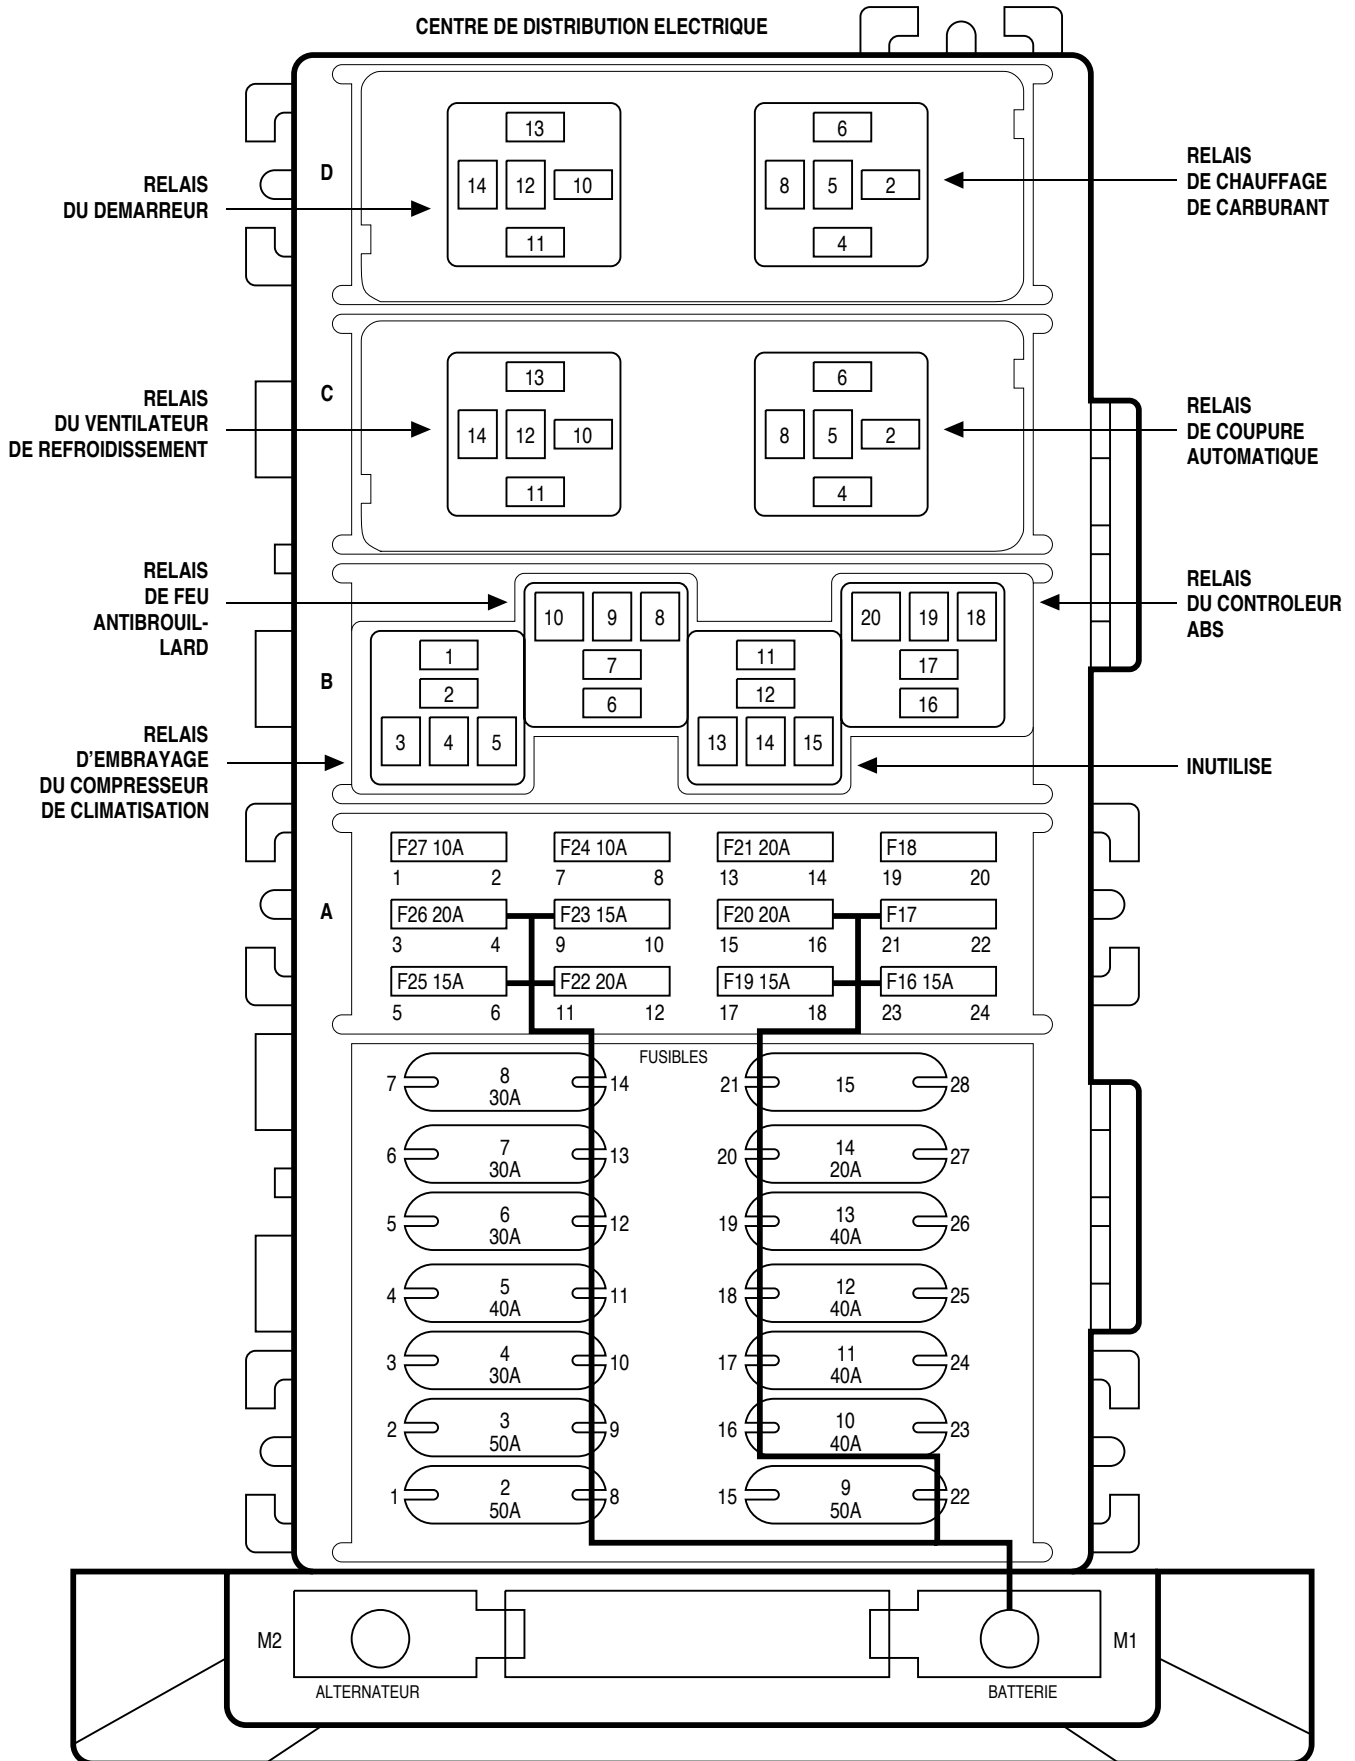 CENTRE DE DISTRIBUTION ELECTRIQUE
D
RELAIS
DU DEMARREUR
13
14 12 10
11
6
8 5 2
4
RELAIS
DE CHAUFFAGE
DE CARBURANT
C
RELAIS
DU VENTILATEUR
DE REFROIDISSEMENT
13
14 12 10
11
6
8 5 2
4
RELAIS
DE COUPURE
AUTOMATIQUE
RELAIS
DE FEU
ANTIBROUIL-
LARD
B
RELAIS
D'EMBRAYAGE
DU COMPRESSEUR
DE CLIMATISATION
1
2
3 4 5
10 9 8
7
6
11
12
13 14 15
20 19 18
17
16
RELAIS
DU CONTROLEUR
ABS
INUTILISE
A
F27 10A F24 10A F21 20A F18
1 2 7 8 13 14 19 20
F26 20A F23 15A F20 20A F17
3 4 9 10 15 16 21 22
F25 15A F22 20A F19 15A F16 15A
5 6 11 12 17 18 23 24
FUSIBLES
7 8 14 21 15 28
30A
6 7 13 20 14 27
30A 20A
5 6 12 19 13 26
30A 40A
4 5 11 18 12 25
40A 40A
3 4 10 17 11 24
30A 40A
2 3 9 16 10 23
50A 40A
1 2 8 15 9 22
50A 50A
M2 M1
ALTERNATEUR BATTERIE